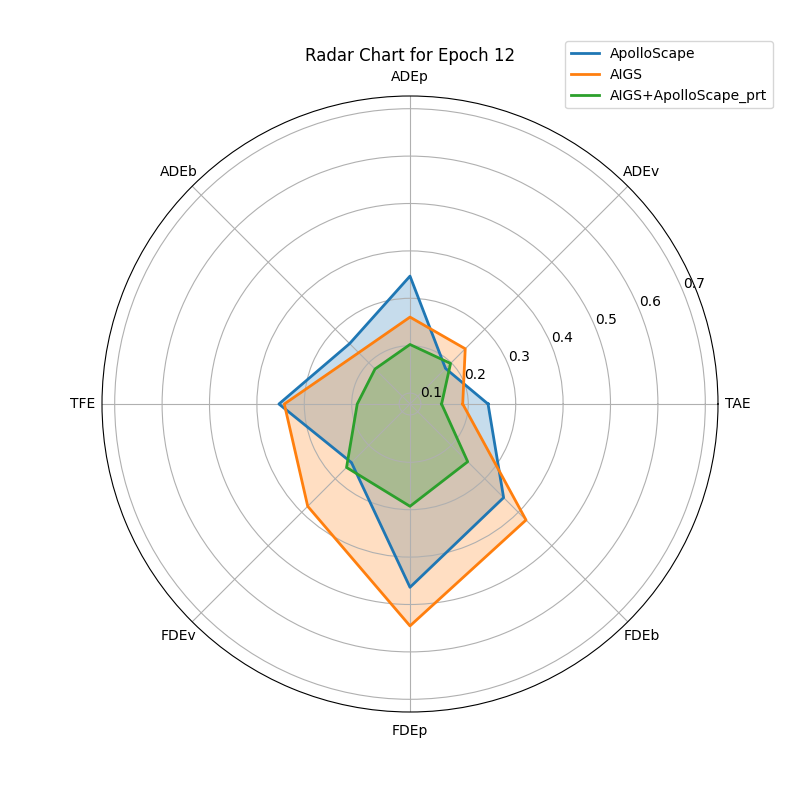 ApolloScape
AIGS
AIGS+ApolloScape_prt
Radar Chart for Epoch 12
ADEp
ADEb
ADEv
0.7
0.6
0.5
0.4
0.3
0.2
0.1
TFE
TAE
FDEv
FDEb
FDEp